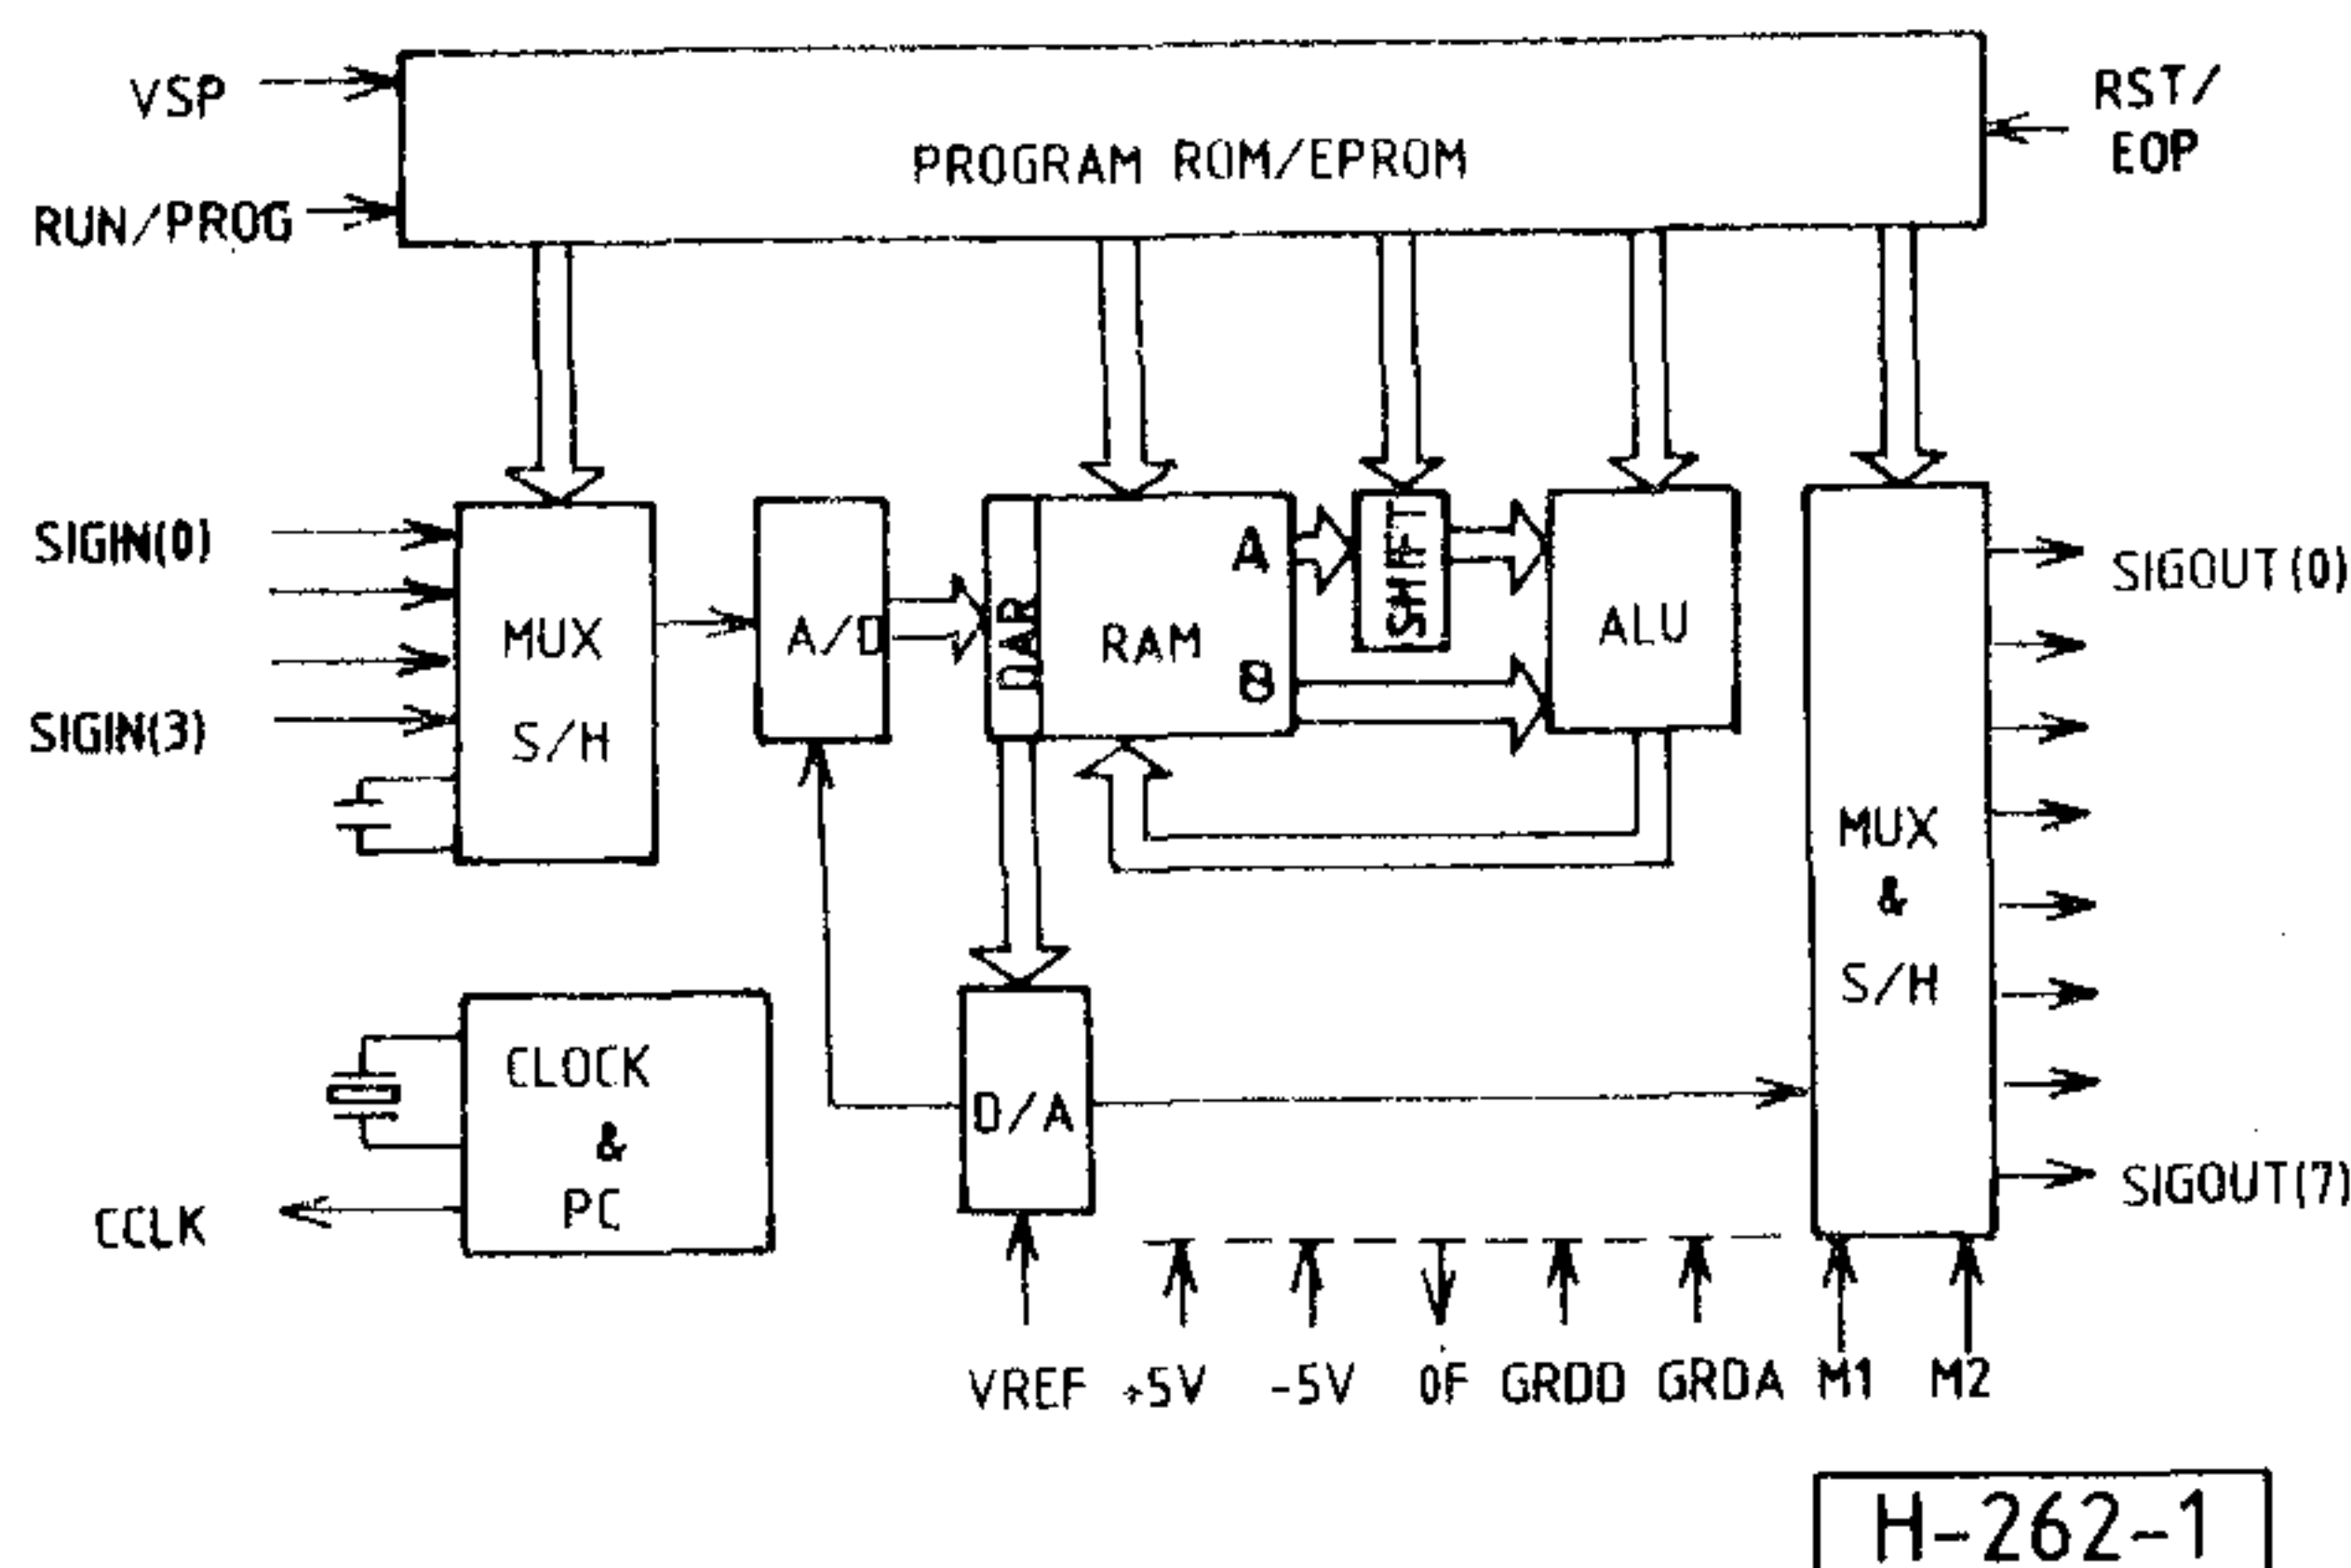 VSP
RST/
EOP
PROGRAM ROM/EPROM
RUN/PROG
SIGIN(0)
SIGIN(3)
MUX
S/H
A/D
DAR
RAM
A
B
SHIFT
ALU
MUX
&
S/H
SIGOUT(0)
SIGOUT(7)
CLOCK
&
PC
CCLK
D/A
VREF +5V -5V OF GRDD GRDA M1 M2
H-262-1